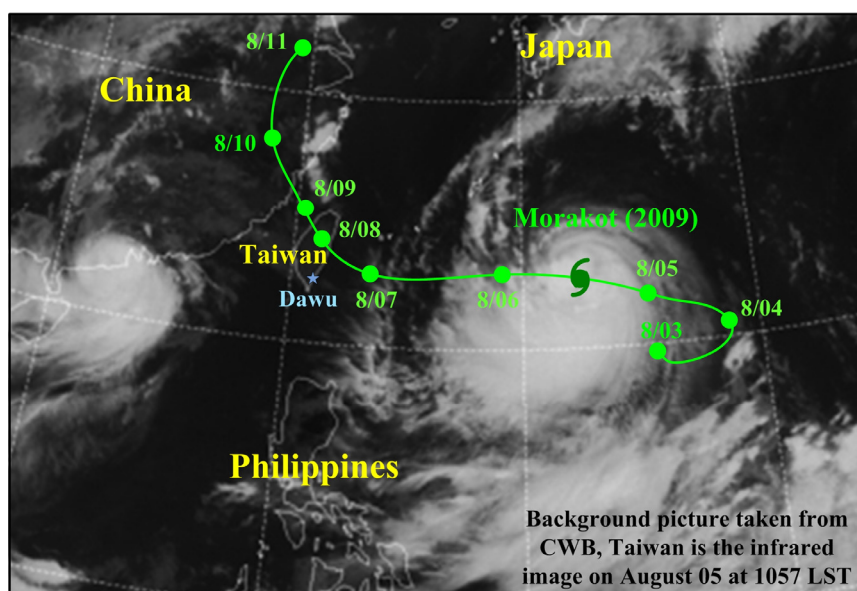 8/11
Japan
China
8/10
8/09
Morakot (2009)
8/08
Taiwan
8/05
Dawu
8/07
8/06
8/04
8/03
Philippines
Background picture taken from
CWB, Taiwan is the infrared
image on August 05 at 1057 LST